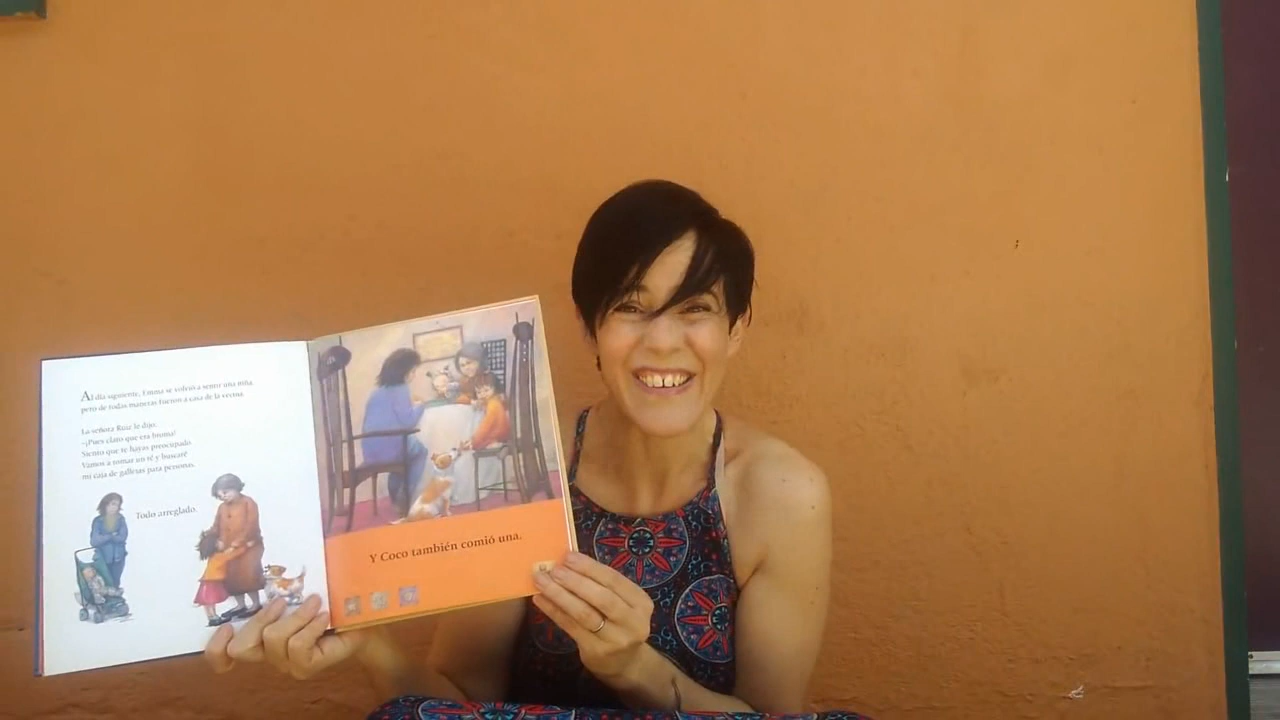 Al día siguiente, Emma se volvió a sentir una niña,
pero de todas maneras fueron a casa de la vecina.
La señora Ruiz le dijo:
–¡Pues claro que era broma!
Siento que te hayas preocupado.
Vamos a tomar un té y buscaré
mi caja de galletas para personas.
Todo arreglado.
Y Coco también comió una.